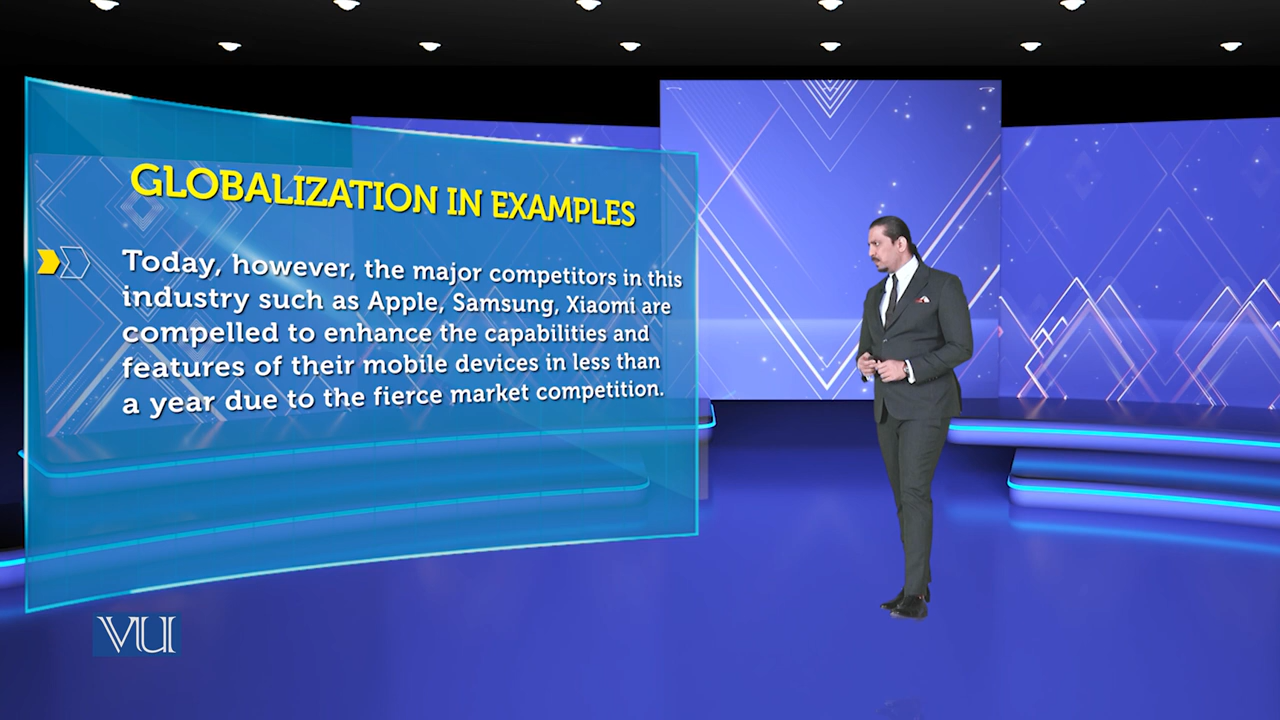 GLOBALIZATION IN EXAMPLES
Today, however, the major competitors in this
industry such as Apple, Samsung, Xiaomi are
compelled to enhance the capabilities and
features of their mobile devices in less than
a year due to the fierce market competition.
VU